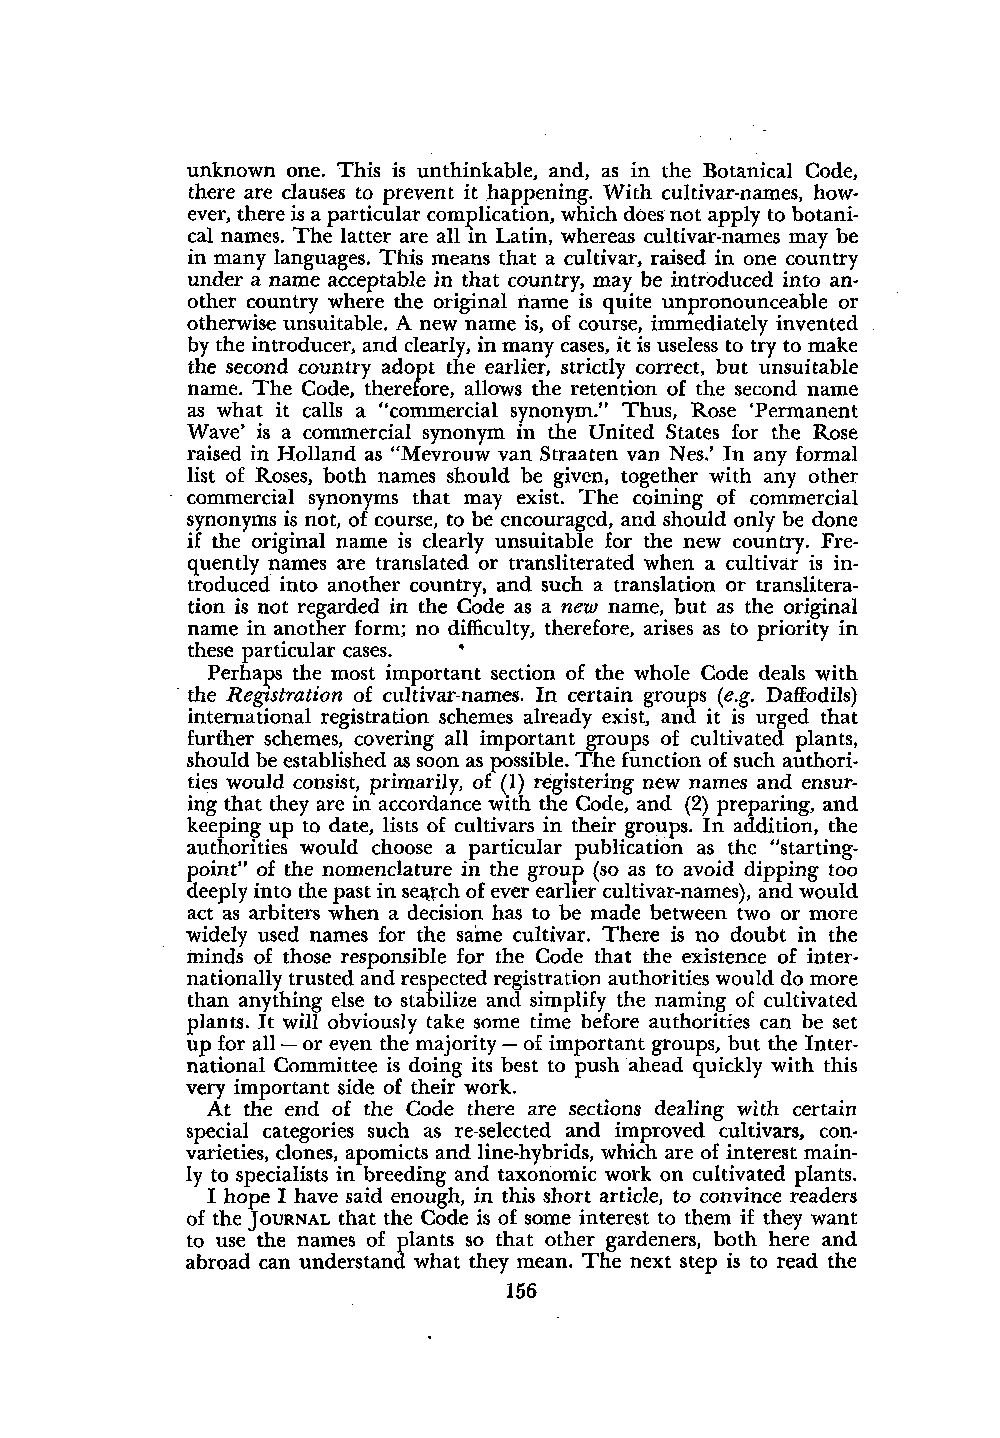 unknown one. This is unthinkable, and, as in the Botanical Code,
there are clauses to prevent it happening. With cultivar-names, how-
ever, there is a particular complication, which does not apply to botani-
cal names. The latter are all in Latin, whereas cultivar-names may be
in many languages. This means that a cultivar, raised in one country
under a name acceptable in that country, may be introduced into an-
other country where the original name is quite unpronounceable or
otherwise unsuitable. A new name is, of course, immediately invented
by the introducer, and clearly, in many cases, it is useless to try to make
the second country adopt the earlier, strictly correct, but unsuitable
name. The Code, therefore, allows the retention of the second name
as what it calls a "commercial synonym." Thus, Rose 'Permanent
Wave' is a commercial synonym in the United States for the Rose
raised in Holland as "Mevrouw van Straaten van Nes.' In any formal
list of Roses, both names should be given, together with any other
commercial synonyms that may exist. The coining of commercial
synonyms is not, of course, to be encouraged, and should only be done
if the original name is clearly unsuitable for the new country. Fre-
quently names are translated or transliterated when a cultivar is in-
troduced into another country, and such a translation or translitera-
tion is not regarded in the Code as a new name, but as the original
name in another form; no difficulty, therefore, arises as to priority in
these particular cases.
Perhaps the most important section of the whole Code deals with
the Registration of cultivar-names. In certain groups (e.g. Daffodils)
international registration schemes already exist, and it is urged that
further schemes, covering all important groups of cultivated plants,
should be established as soon as possible. The function of such authori-
ties would consist, primarily, of (1) registering new names and ensur-
ing that they are in accordance with the Code, and (2) preparing, and
keeping up to date, lists of cultivars in their groups. In addition, the
authorities would choose a particular publication as the "starting-
point" of the nomenclature in the group (so as to avoid dipping too
deeply into the past in search of ever earlier cultivar-names), and would
act as arbiters when a decision has to be made between two or more
widely used names for the same cultivar. There is no doubt in the
minds of those responsible for the Code that the existence of inter-
nationally trusted and respected registration authorities would do more
than anything else to stabilize and simplify the naming of cultivated
plants. It will obviously take some time before authorities can be set
up for all — or even the majority — of important groups, but the Inter-
national Committee is doing its best to push ahead quickly with this
very important side of their work.
At the end of the Code there are sections dealing with certain
special categories such as re-selected and improved cultivars, con-
varieties, clones, apomicts and line-hybrids, which are of interest main-
ly to specialists in breeding and taxonomic work on cultivated plants.
I hope I have said enough, in this short article, to convince readers
of the JOURNAL that the Code is of some interest to them if they want
to use the names of plants so that other gardeners, both here and
abroad can understand what they mean. The next step is to read the
156